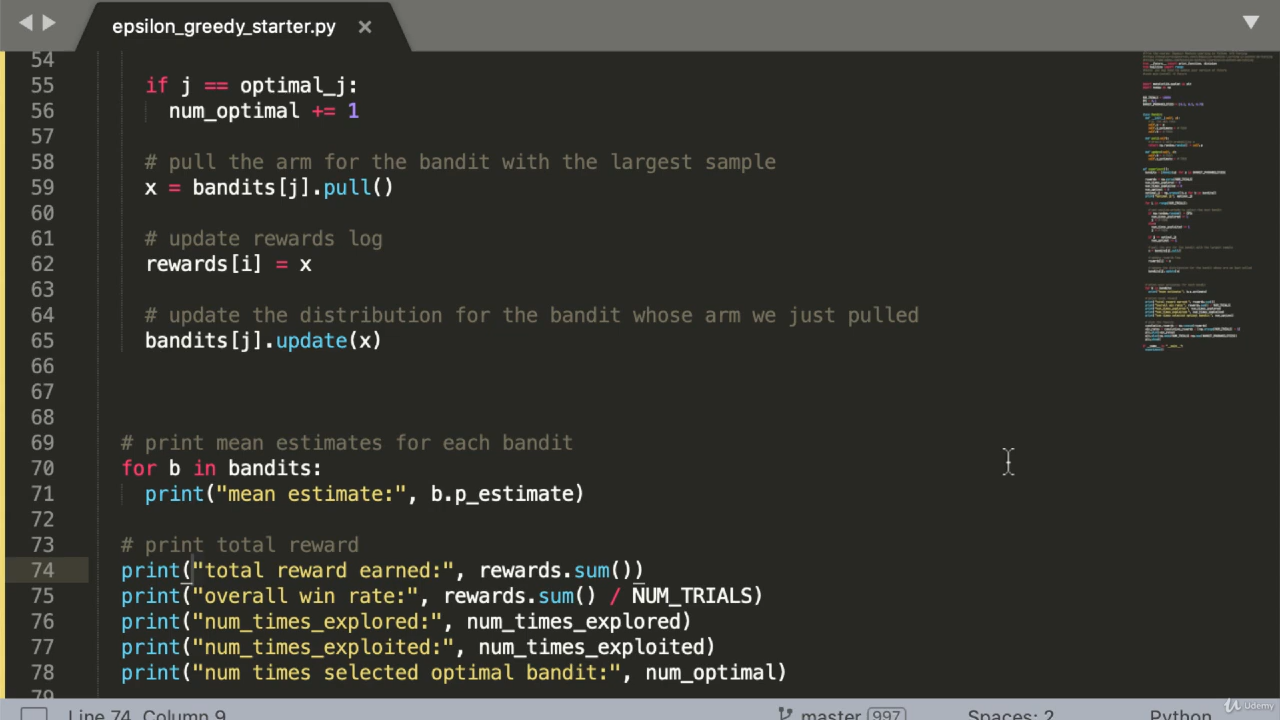 epsilon_greedy_starter.py ×
54
55 if j == optimal_j:
56 num_optimal += 1
57
58 # pull the arm for the bandit with the largest sample
59 x = bandits[j].pull()
60
61 # update rewards log
62 rewards[i] = x
63
64 # update the distribution for the bandit whose arm we just pulled
65 bandits[j].update(x)
66
67
68
69 # print mean estimates for each bandit
70 for b in bandits:
71 print("mean estimate:", b.p_estimate)
72
73 # print total reward
74 print("total reward earned:", rewards.sum())
75 print("overall win rate:", rewards.sum() / NUM_TRIALS)
76 print("num_times_explored:", num_times_explored)
77 print("num_times_exploited:", num_times_exploited)
78 print("num times selected optimal bandit:", num_optimal)
79
Line 74, Column 9 master 997 Spaces: 2 Python
Udemy